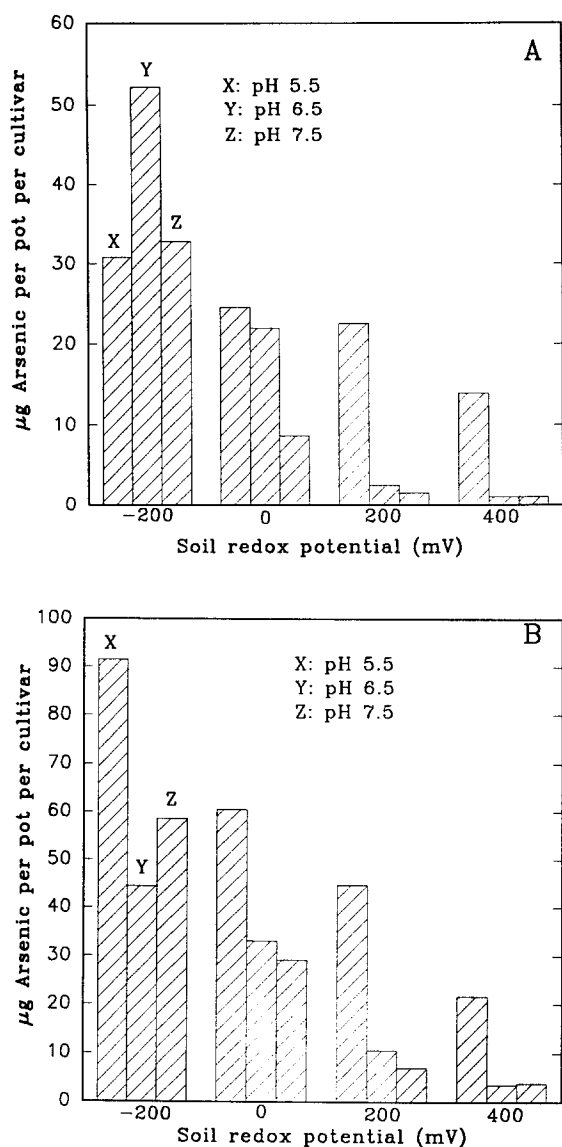 A
60
50
40
30
20
10
0
μg Arsenic per pot per cultivar
X: pH 5.5
Y: pH 6.5
Z: pH 7.5
X
Y
Z
−200 0 200 400
Soil redox potential (mV)
B
100
90
80
70
60
50
40
30
20
10
0
μg Arsenic per pot per cultivar
X: pH 5.5
Y: pH 6.5
Z: pH 7.5
X
Y
Z
−200 0 200 400
Soil redox potential (mV)